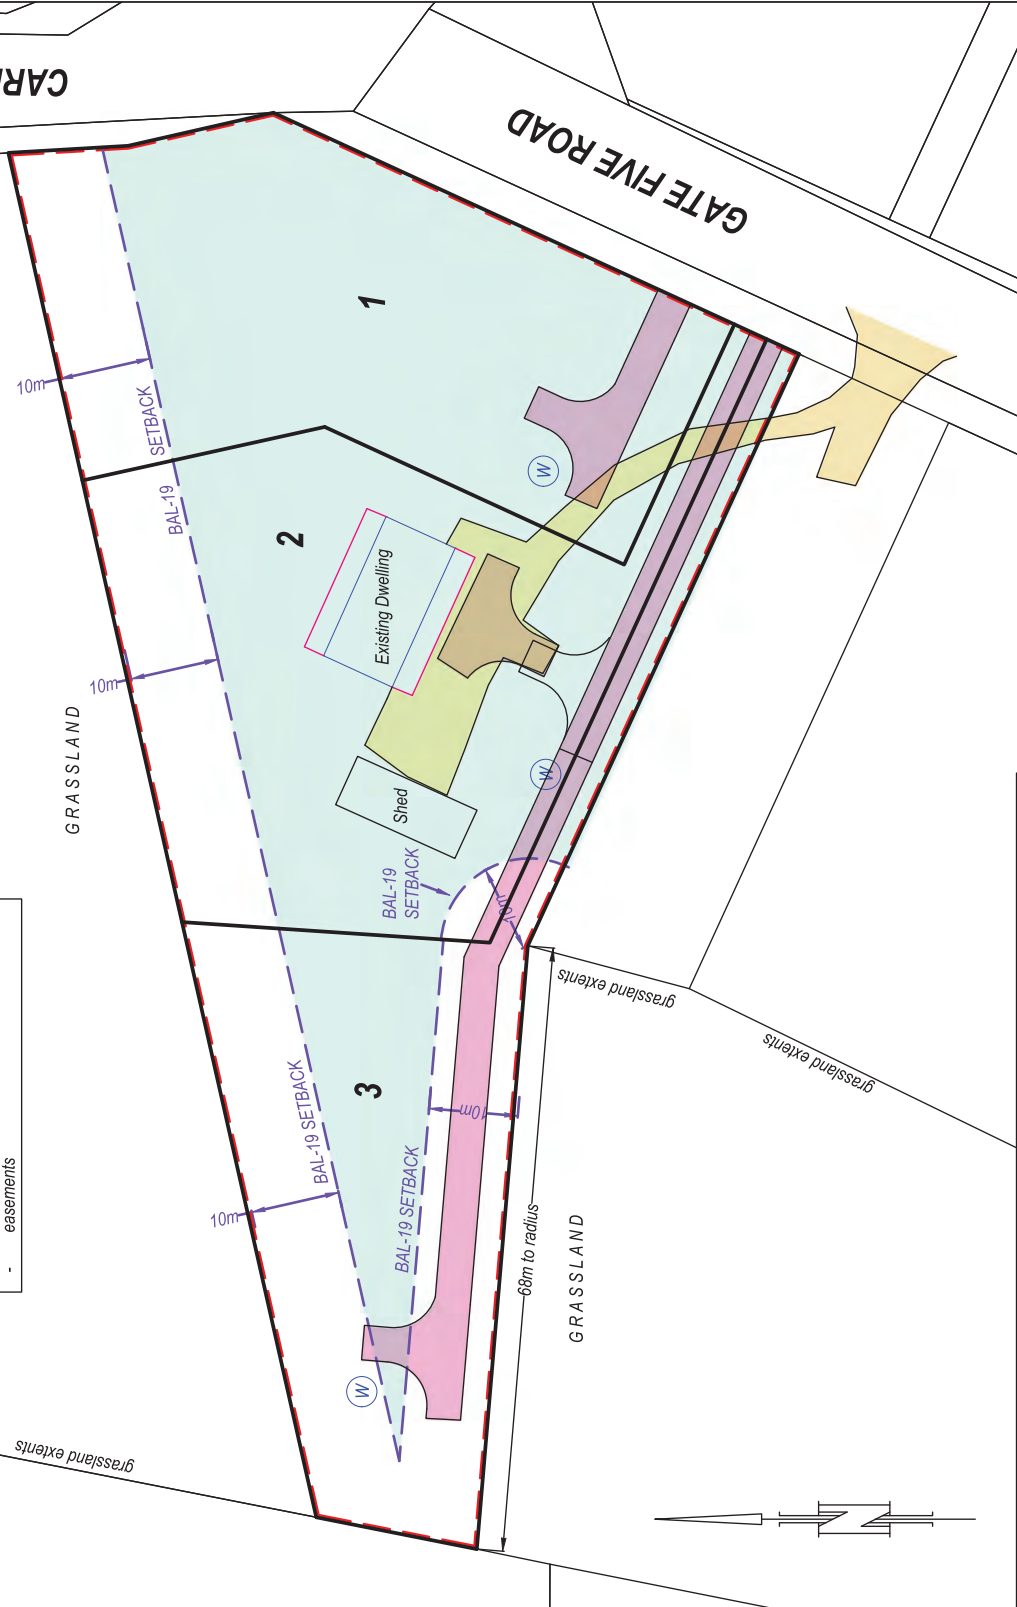 CARR
GATE FIVE ROAD
1
10m
SETBACK
BAL-19
W
2
Existing Dwelling
10m
GRASSLAND
W
Shed
BAL-19
SETBACK
10m
grassland extents
grassland extents
3
10m
BAL-19 SETBACK
BAL-19 SETBACK
10m
easements
-
68m to radius
GRASSLAND
W
grassland extents
N